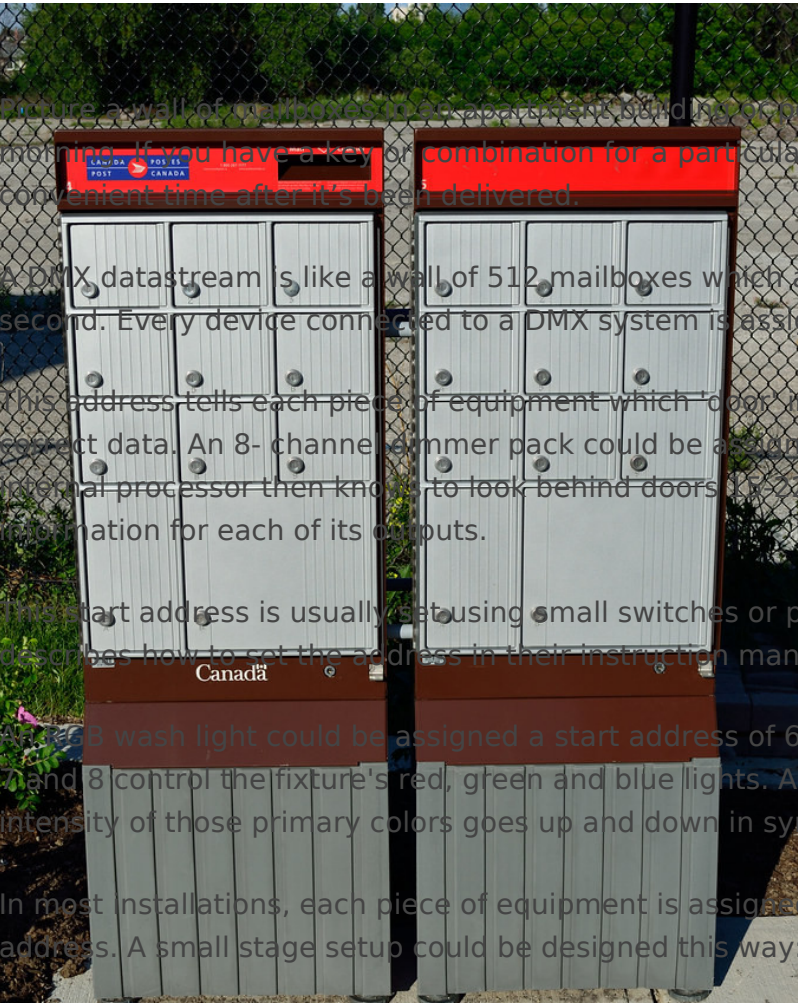 Picture a wall of mailboxes in an apartment building
morning. If you have a key or combination for a particula
CANADA POSTES
POST CANADA
convenient time after it's been delivered.
A DMX datastream is like a wall of 512 mailboxes which a
second. Every device connected to a DMX system is assig
This address tells each piece of equipment which 'door'
correct data. An 8- channel dimmer pack could be assign
internal processor then knows to look behind doors
information for each of its outputs.
This start address is usually set using small switches or p
describes how to set the address in their instruction man
Canada
An RGB wash light could be assigned a start address of 6
7 and 8 control the fixture's red, green and blue lights. A
intensity of those primary colors goes up and down in sy
In most installations, each piece of equipment is assign
address. A small stage setup could be designed this way